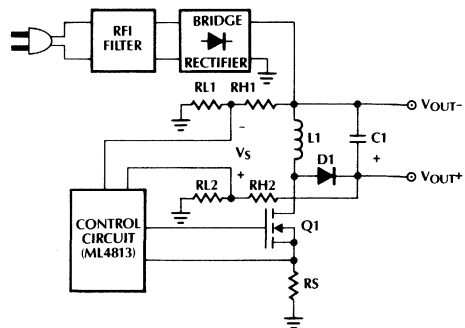 RFI
FILTER
BRIDGE
RECTIFIER
RL1 RH1
VOUT-
L1
C1
+
-
VS
+
D1
VOUT+
RL2 RH2
CONTROL
CIRCUIT
(ML4813)
Q1
RS